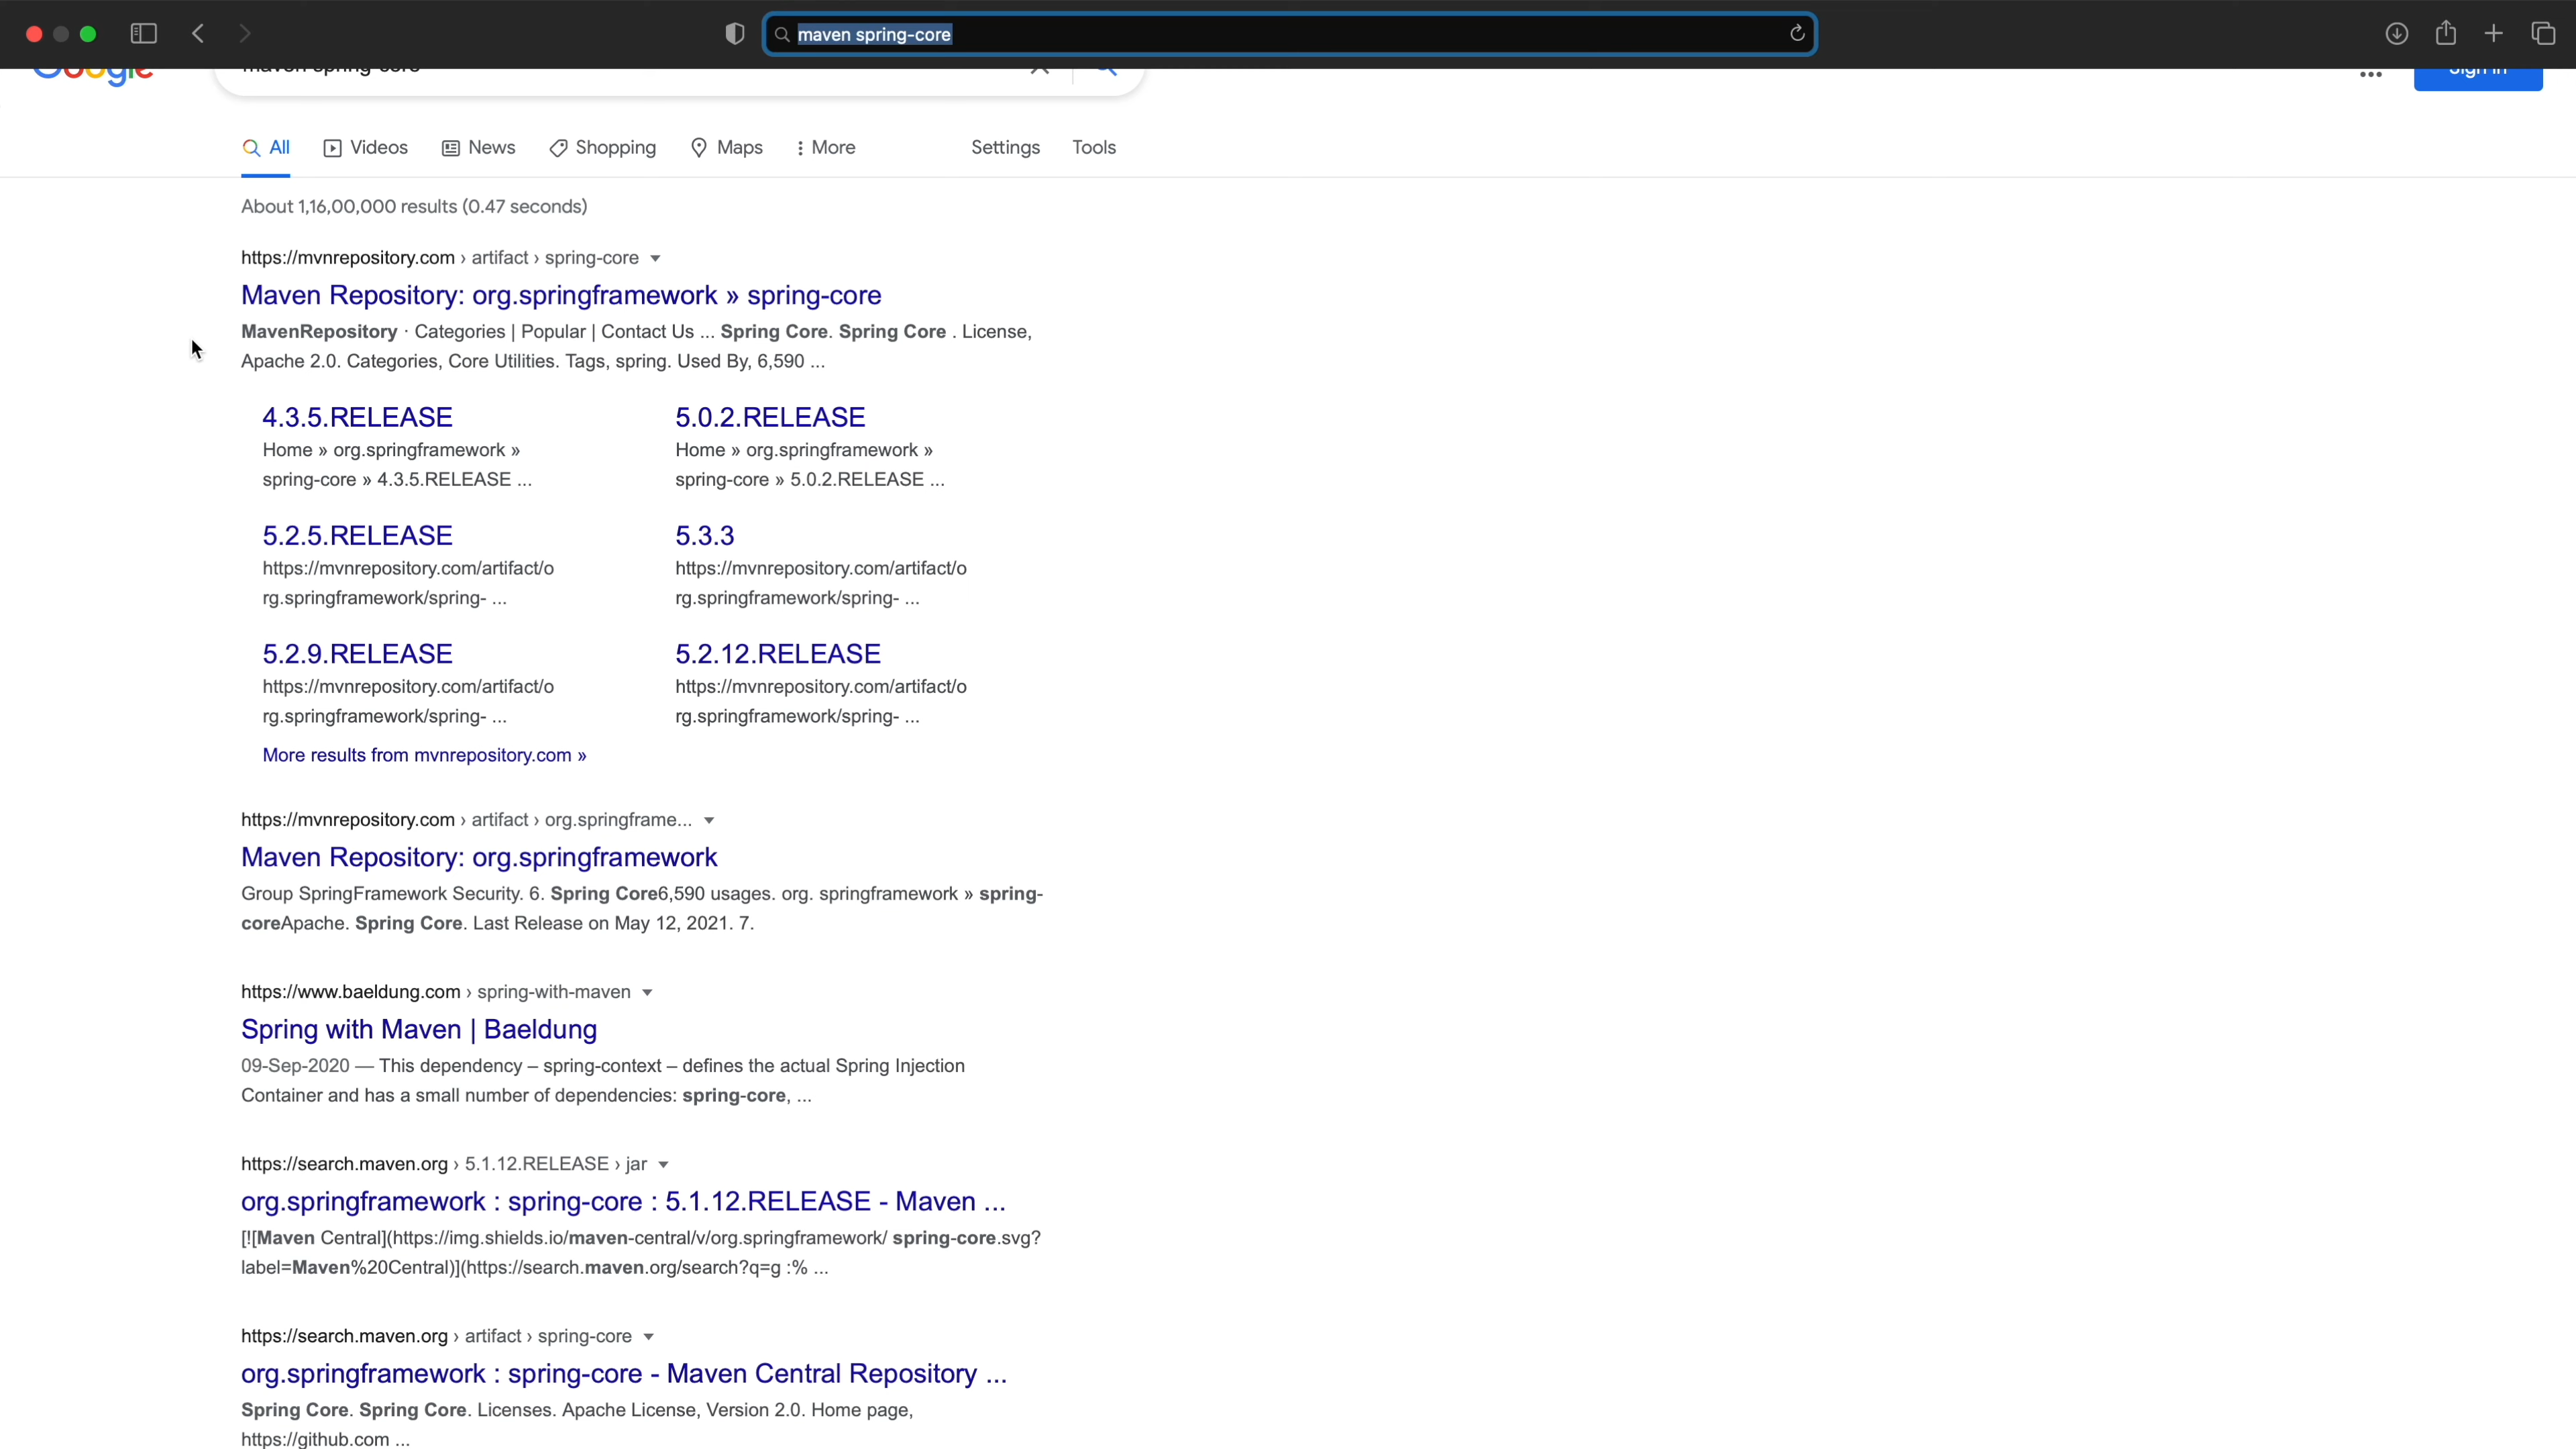 maven spring-core
Google
maven spring-core
Sign in
All Videos News Shopping Maps More Settings Tools
About 1,16,00,000 results (0.47 seconds)
https://mvnrepository.com › artifact › spring-core
Maven Repository: org.springframework » spring-core
MavenRepository · Categories | Popular | Contact Us ... Spring Core. Spring Core . License,
Apache 2.0. Categories, Core Utilities. Tags, spring. Used By, 6,590 ...
4.3.5.RELEASE
Home » org.springframework »
spring-core » 4.3.5.RELEASE ...
5.0.2.RELEASE
Home » org.springframework »
spring-core » 5.0.2.RELEASE ...
5.2.5.RELEASE
https://mvnrepository.com/artifact/o
rg.springframework/spring- ...
5.3.3
https://mvnrepository.com/artifact/o
rg.springframework/spring- ...
5.2.9.RELEASE
https://mvnrepository.com/artifact/o
rg.springframework/spring- ...
5.2.12.RELEASE
https://mvnrepository.com/artifact/o
rg.springframework/spring- ...
More results from mvnrepository.com »
https://mvnrepository.com › artifact › org.springframe...
Maven Repository: org.springframework
Group SpringFramework Security. 6. Spring Core6,590 usages. org. springframework » spring-
coreApache. Spring Core. Last Release on May 12, 2021. 7.
https://www.baeldung.com › spring-with-maven
Spring with Maven | Baeldung
09-Sep-2020 — This dependency – spring-context – defines the actual Spring Injection
Container and has a small number of dependencies: spring-core, ...
https://search.maven.org › 5.1.12.RELEASE › jar
org.springframework : spring-core : 5.1.12.RELEASE - Maven ...
[![Maven Central](https://img.shields.io/maven-central/v/org.springframework/ spring-core.svg?
label=Maven%20Central)](https://search.maven.org/search?q=g :% ...
https://search.maven.org › artifact › spring-core
org.springframework : spring-core - Maven Central Repository ...
Spring Core. Spring Core. Licenses. Apache License, Version 2.0. Home page,
https://github.com ...